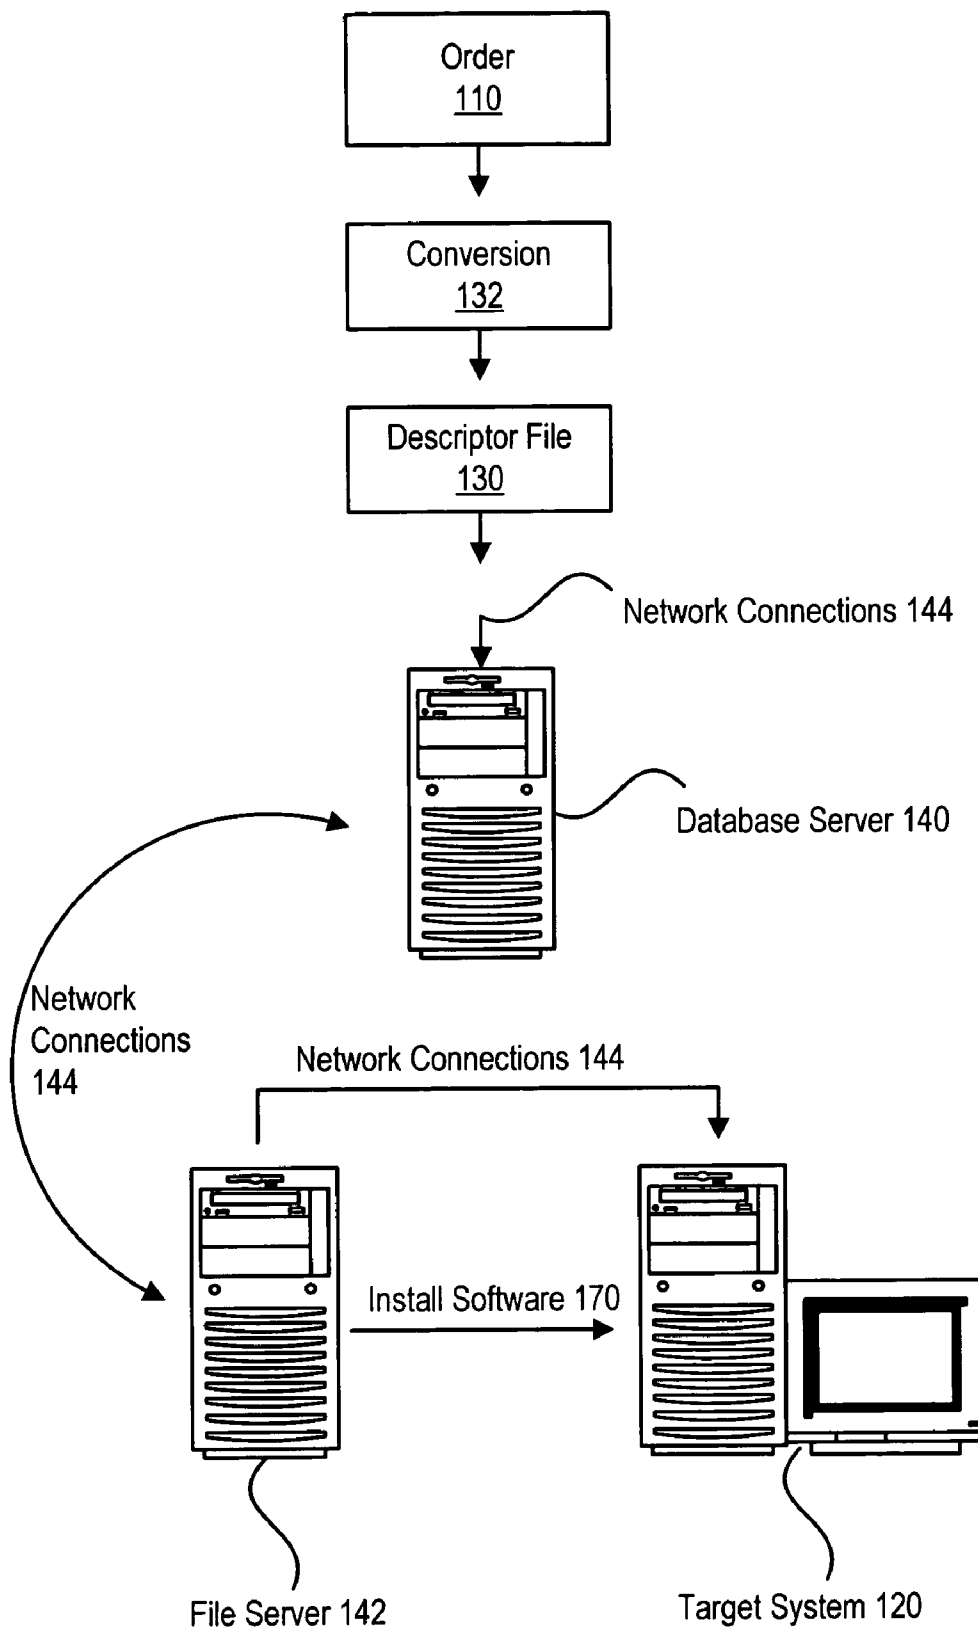 Order
110
Conversion
132
Descriptor File
130
Network Connections 144
Database Server 140
Network
Connections
144
Network Connections 144
Install Software 170
File Server 142
Target System 120